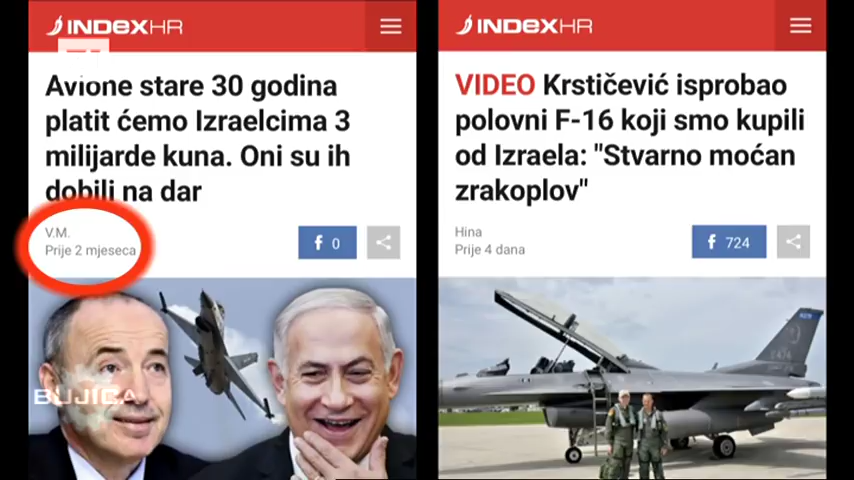 INDEXHR
Avione stare 30 godina
platit ćemo Izraelcima 3
milijarde kuna. Oni su ih
dobili na dar
V.M.
Prije 2 mjeseca
f 0
BUJICA
INDEXHR
VIDEO Krstičević isprobao
polovni F-16 koji smo kupili
od Izraela: "Stvarno moćan
zrakoplov"
Hina
Prije 4 dana
f 724